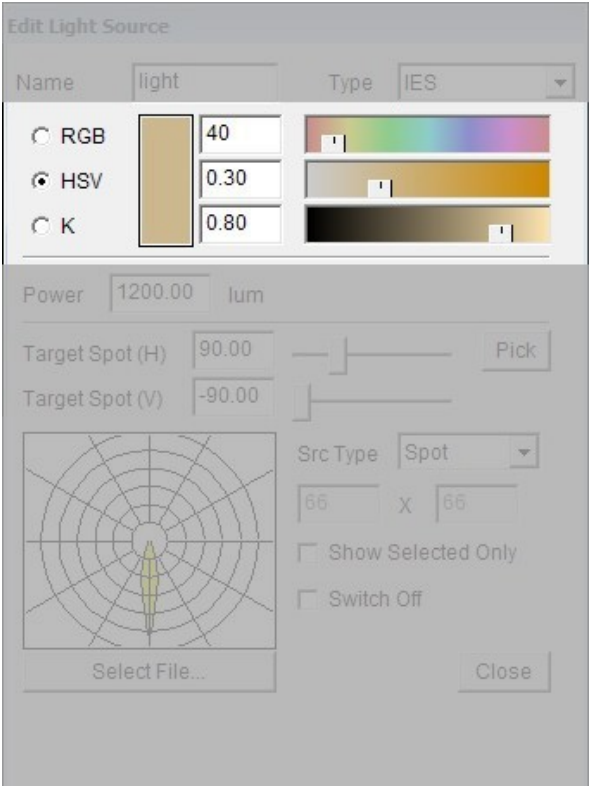 Edit Light Source
Name light Type IES
RGB 40
HSV 0.30
K 0.80
Power 1200.00 lum
Target Spot (H) 90.00 Pick
Target Spot (V) -90.00
Src Type Spot
66 X 66
Show Selected Only
Switch Off
Select File... Close